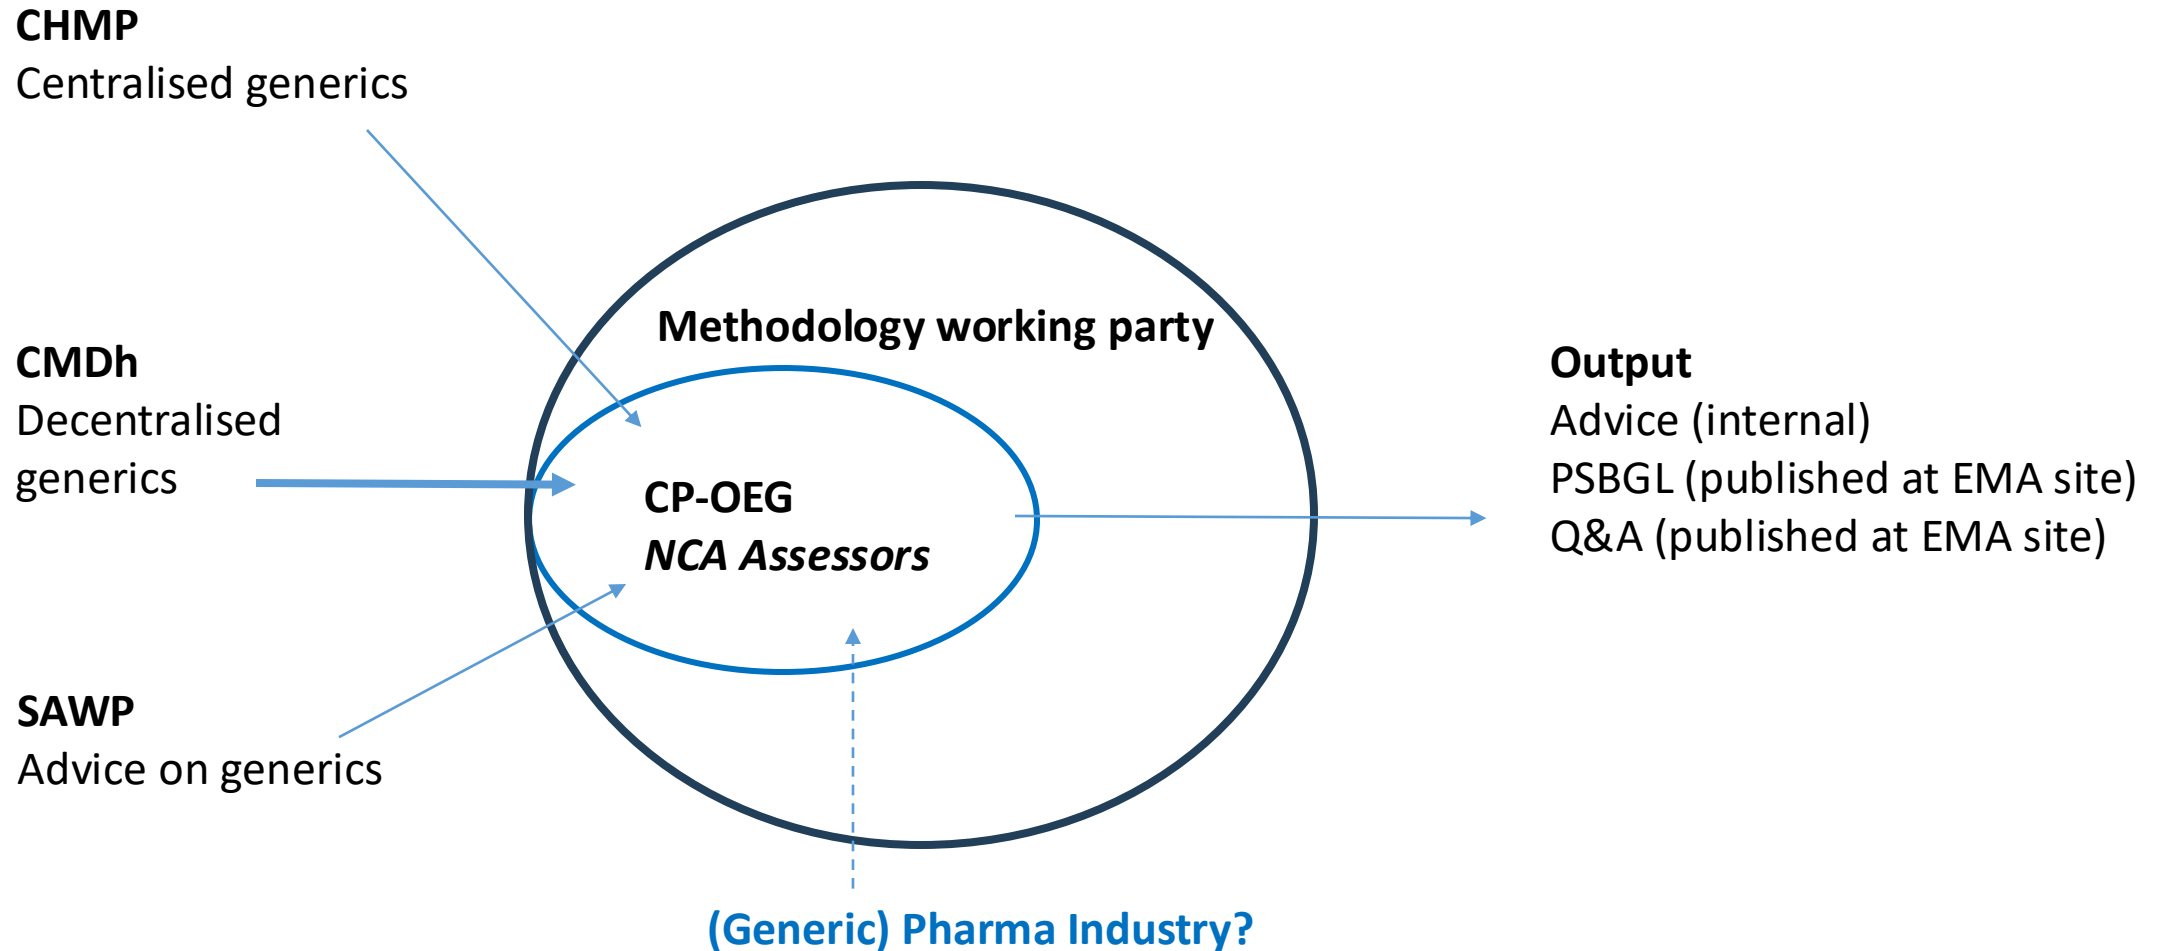 CHMP
Centralised generics
CMDh
Decentralised
generics
SAWP
Advice on generics
Methodology working party
CP-OEG
NCA Assessors
(Generic) Pharma Industry?
Output
Advice (internal)
PSBGL (published at EMA site)
Q&A (published at EMA site)